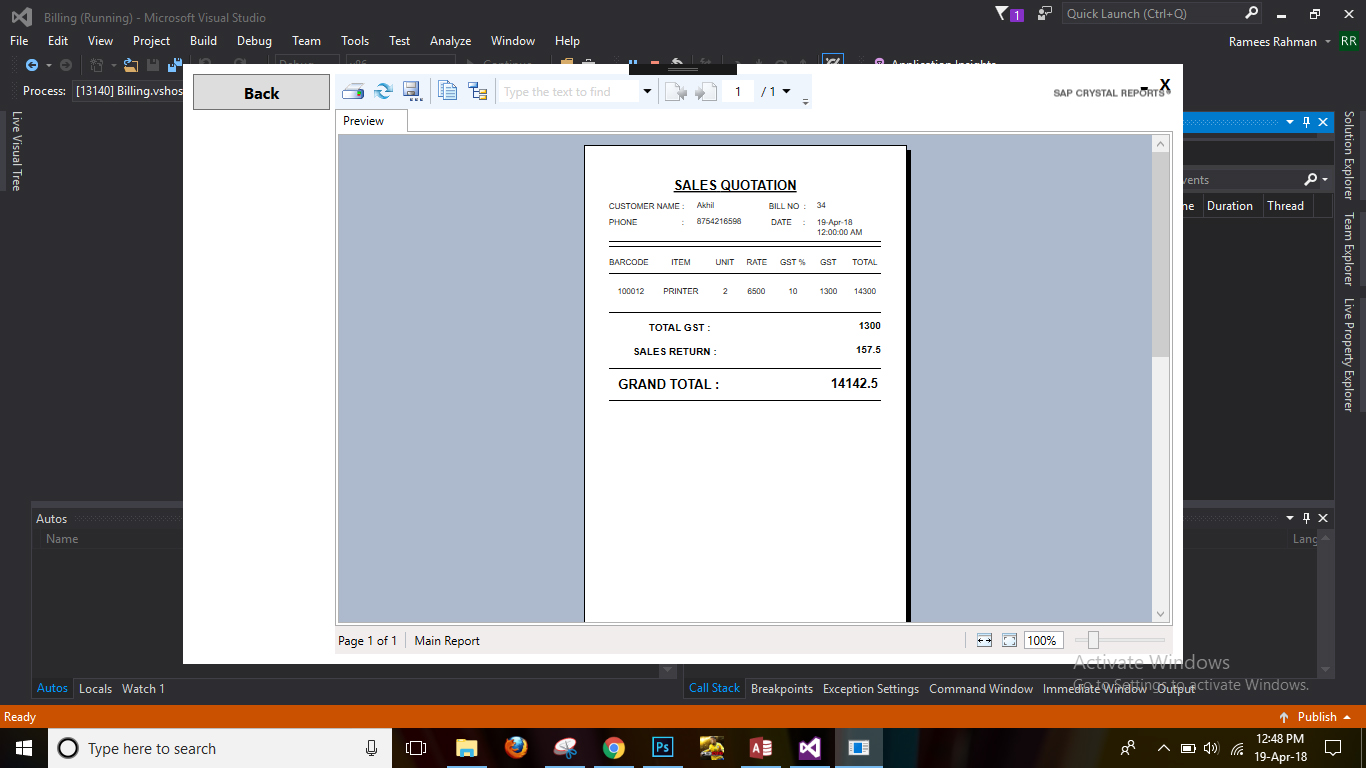 Billing (Running) - Microsoft Visual Studio
1
Quick Launch (Ctrl+Q)
File Edit View Project Build Debug Team Tools Test Analyze Window Help
Ramees Rahman RR
Process: [13140] Billing.vshos
Back
Type the text to find
1 / 1
SAP CRYSTAL REPORTS®
X
Preview
Live Visual Tree
Solution Explorer
Team Explorer
Live Property Explorer
Duration Thread
SALES QUOTATION
CUSTOMER NAME : Akhil BILL NO : 34
PHONE : 8754216598 DATE : 19-Apr-18
12:00:00 AM
BARCODE ITEM UNIT RATE GST % GST TOTAL
100012 PRINTER 2 6500 10 1300 14300
TOTAL GST : 1300
SALES RETURN : 157.5
GRAND TOTAL : 14142.5
Autos
Name
Lang
Page 1 of 1 Main Report
100%
Activate Windows
Go to Settings to activate Windows.
Autos Locals Watch 1
Call Stack Breakpoints Exception Settings Command Window Immediate Window Output
Ready
Publish
Type here to search
Ps
12:48 PM
19-Apr-18